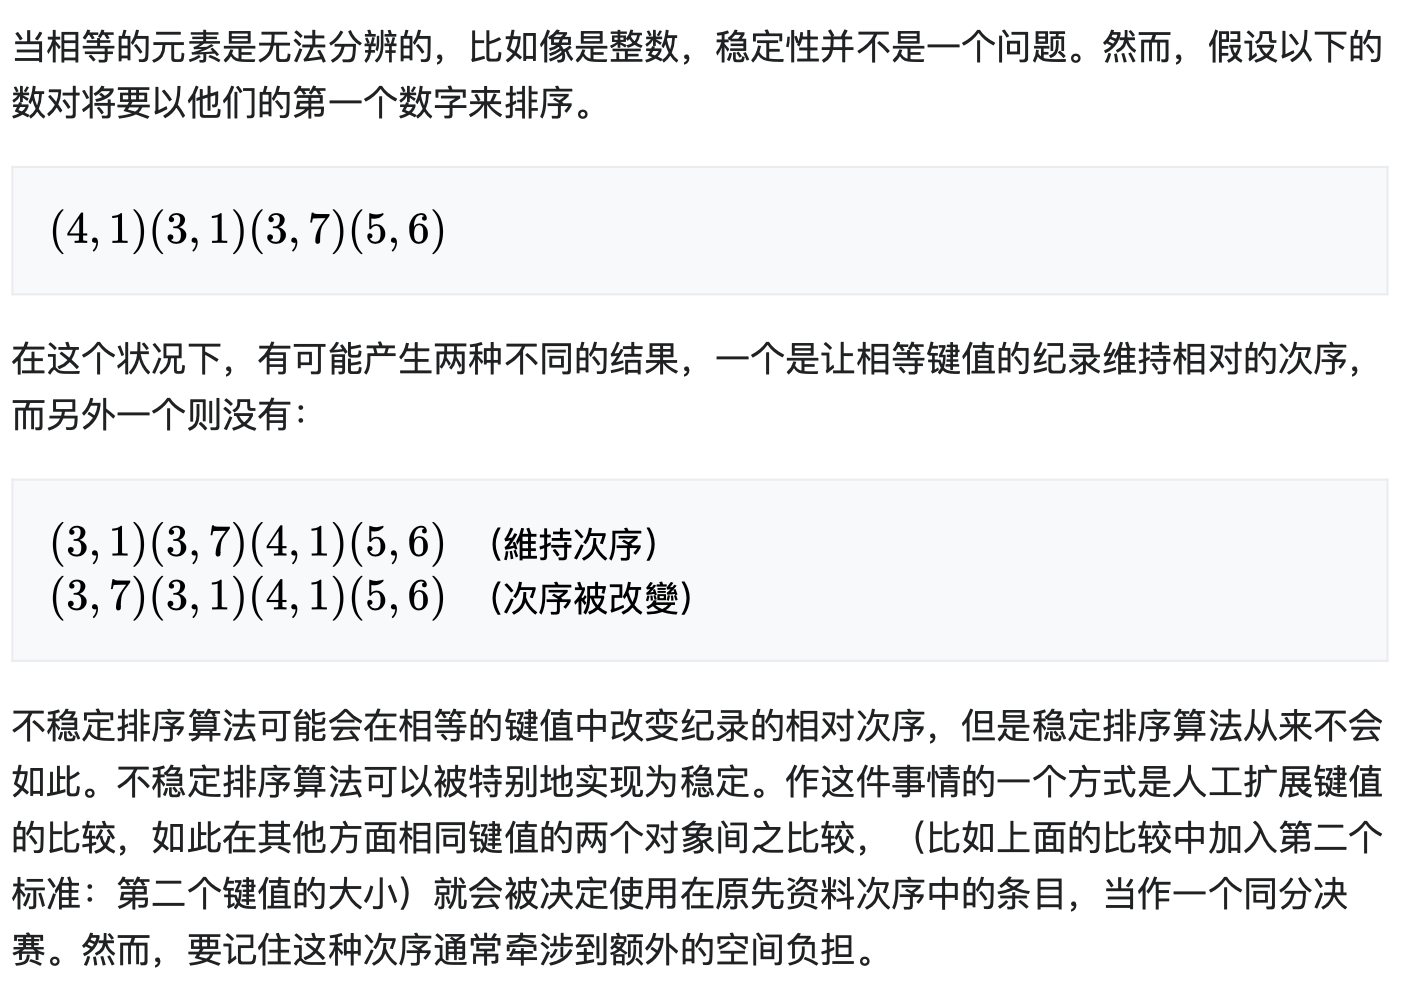 当相等的元素是无法分辨的，比如像是整数，稳定性并不是一个问题。然而，假设以下的
数对将要以他们的第一个数字来排序。
(4, 1)(3, 1)(3, 7)(5, 6)
在这个状况下，有可能产生两种不同的结果，一个是让相等键值的纪录维持相对的次序，
而另外一个则没有：
(3, 1)(3, 7)(4, 1)(5, 6) （維持次序）
(3, 7)(3, 1)(4, 1)(5, 6) （次序被改變）
不稳定排序算法可能会在相等的键值中改变纪录的相对次序，但是稳定排序算法从来不会
如此。不稳定排序算法可以被特别地实现为稳定。作这件事情的一个方式是人工扩展键值
的比较，如此在其他方面相同键值的两个对象间之比较，（比如上面的比较中加入第二个
标准：第二个键值的大小）就会被决定使用在原先资料次序中的条目，当作一个同分决
赛。然而，要记住这种次序通常牵涉到额外的空间负担。